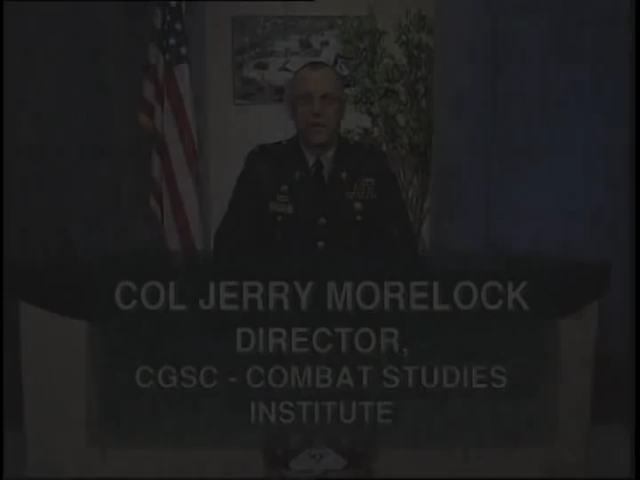 COL JERRY MORELOCK
DIRECTOR,
CGSC - COMBAT STUDIES
INSTITUTE